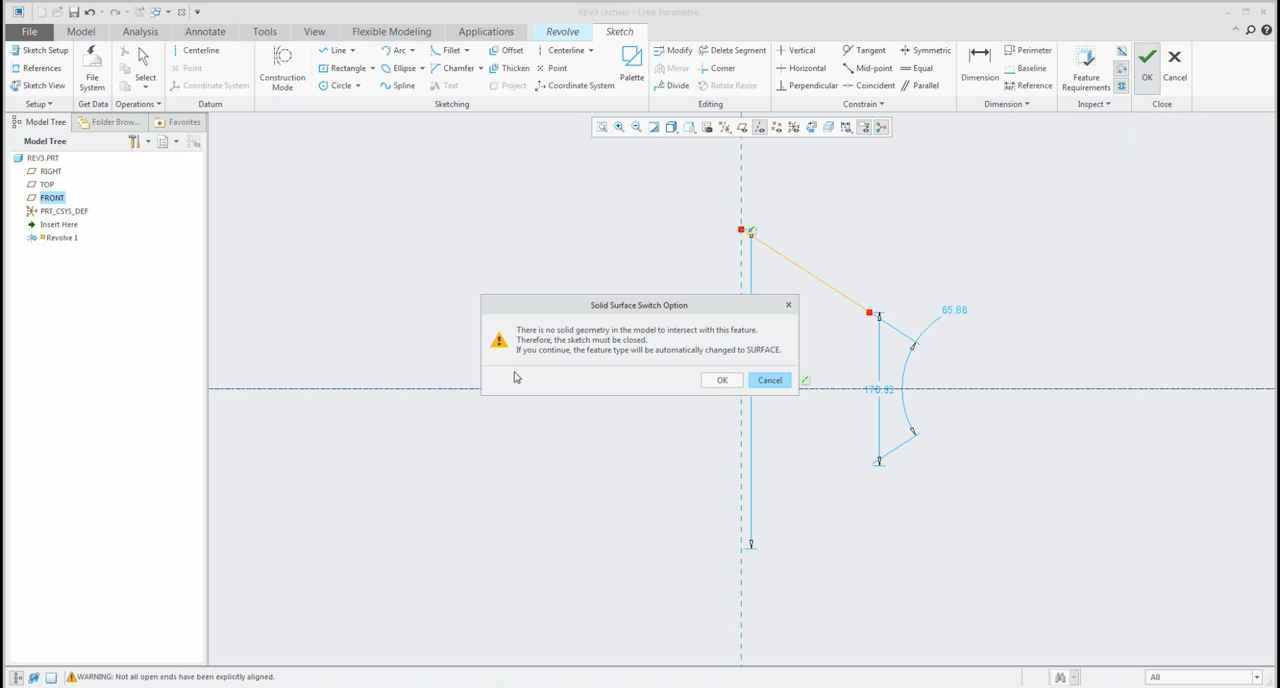 REV3 (Active) - Creo Parametric
File Model Analysis Annotate Tools View Flexible Modeling Applications Revolve Sketch
Sketch Setup
References
Sketch View
Setup
File System
Get Data
Select
Operations
Centerline
Point
Coordinate System
Datum
Construction Mode
Line Arc Fillet Offset Centerline
Rectangle Ellipse Chamfer Thicken Point
Circle Spline Text Project Coordinate System
Palette
Sketching
Modify Delete Segment
Mirror Corner
Divide Rotate Resize
Editing
Vertical Tangent Symmetric
Horizontal Mid-point Equal
Perpendicular Coincident Parallel
Constrain
Dimension
Perimeter
Baseline
Reference
Dimension
Feature Requirements
Inspect
OK
Cancel
Close
Model Tree Folder Brow... Favorites
Model Tree
REV3.PRT
RIGHT
TOP
FRONT
PRT_CSYS_DEF
Insert Here
Revolve 1
65.86
Solid Surface Switch Option
There is no solid geometry in the model to intersect with this feature.
Therefore, the sketch must be closed.
If you continue, the feature type will be automatically changed to SURFACE.
OK Cancel
WARNING: Not all open ends have been explicitly aligned.
All